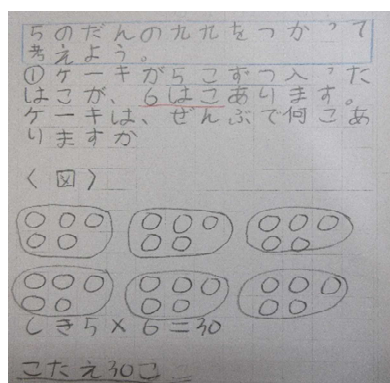 5のだんの九九をつかって
考えよう。
①ケーキが5こずつ入った
はこが、6はこあります。
ケーキは、ぜんぶで何こあ
りますか
〈図〉
しき5×6=30
こたえ30こ